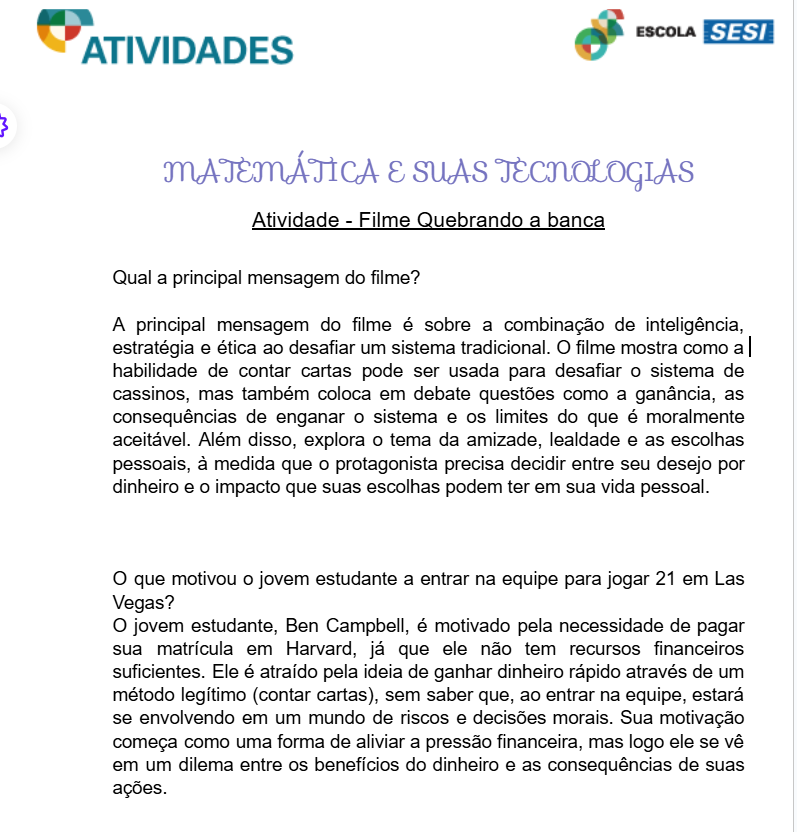 ATIVIDADES
ESCOLA SESI
MATEMÁTICA E SUAS TECNOLOGIAS
Atividade - Filme Quebrando a banca
Qual a principal mensagem do filme?
A principal mensagem do filme é sobre a combinação de inteligência,
estratégia e ética ao desafiar um sistema tradicional. O filme mostra como a
habilidade de contar cartas pode ser usada para desafiar o sistema de
cassinos, mas também coloca em debate questões como a ganância, as
consequências de enganar o sistema e os limites do que é moralmente
aceitável. Além disso, explora o tema da amizade, lealdade e as escolhas
pessoais, à medida que o protagonista precisa decidir entre seu desejo por
dinheiro e o impacto que suas escolhas podem ter em sua vida pessoal.
O que motivou o jovem estudante a entrar na equipe para jogar 21 em Las
Vegas?
O jovem estudante, Ben Campbell, é motivado pela necessidade de pagar
sua matrícula em Harvard, já que ele não tem recursos financeiros
suficientes. Ele é atraído pela ideia de ganhar dinheiro rápido através de um
método legítimo (contar cartas), sem saber que, ao entrar na equipe, estará
se envolvendo em um mundo de riscos e decisões morais. Sua motivação
começa como uma forma de aliviar a pressão financeira, mas logo ele se vê
em um dilema entre os benefícios do dinheiro e as consequências de suas
ações.